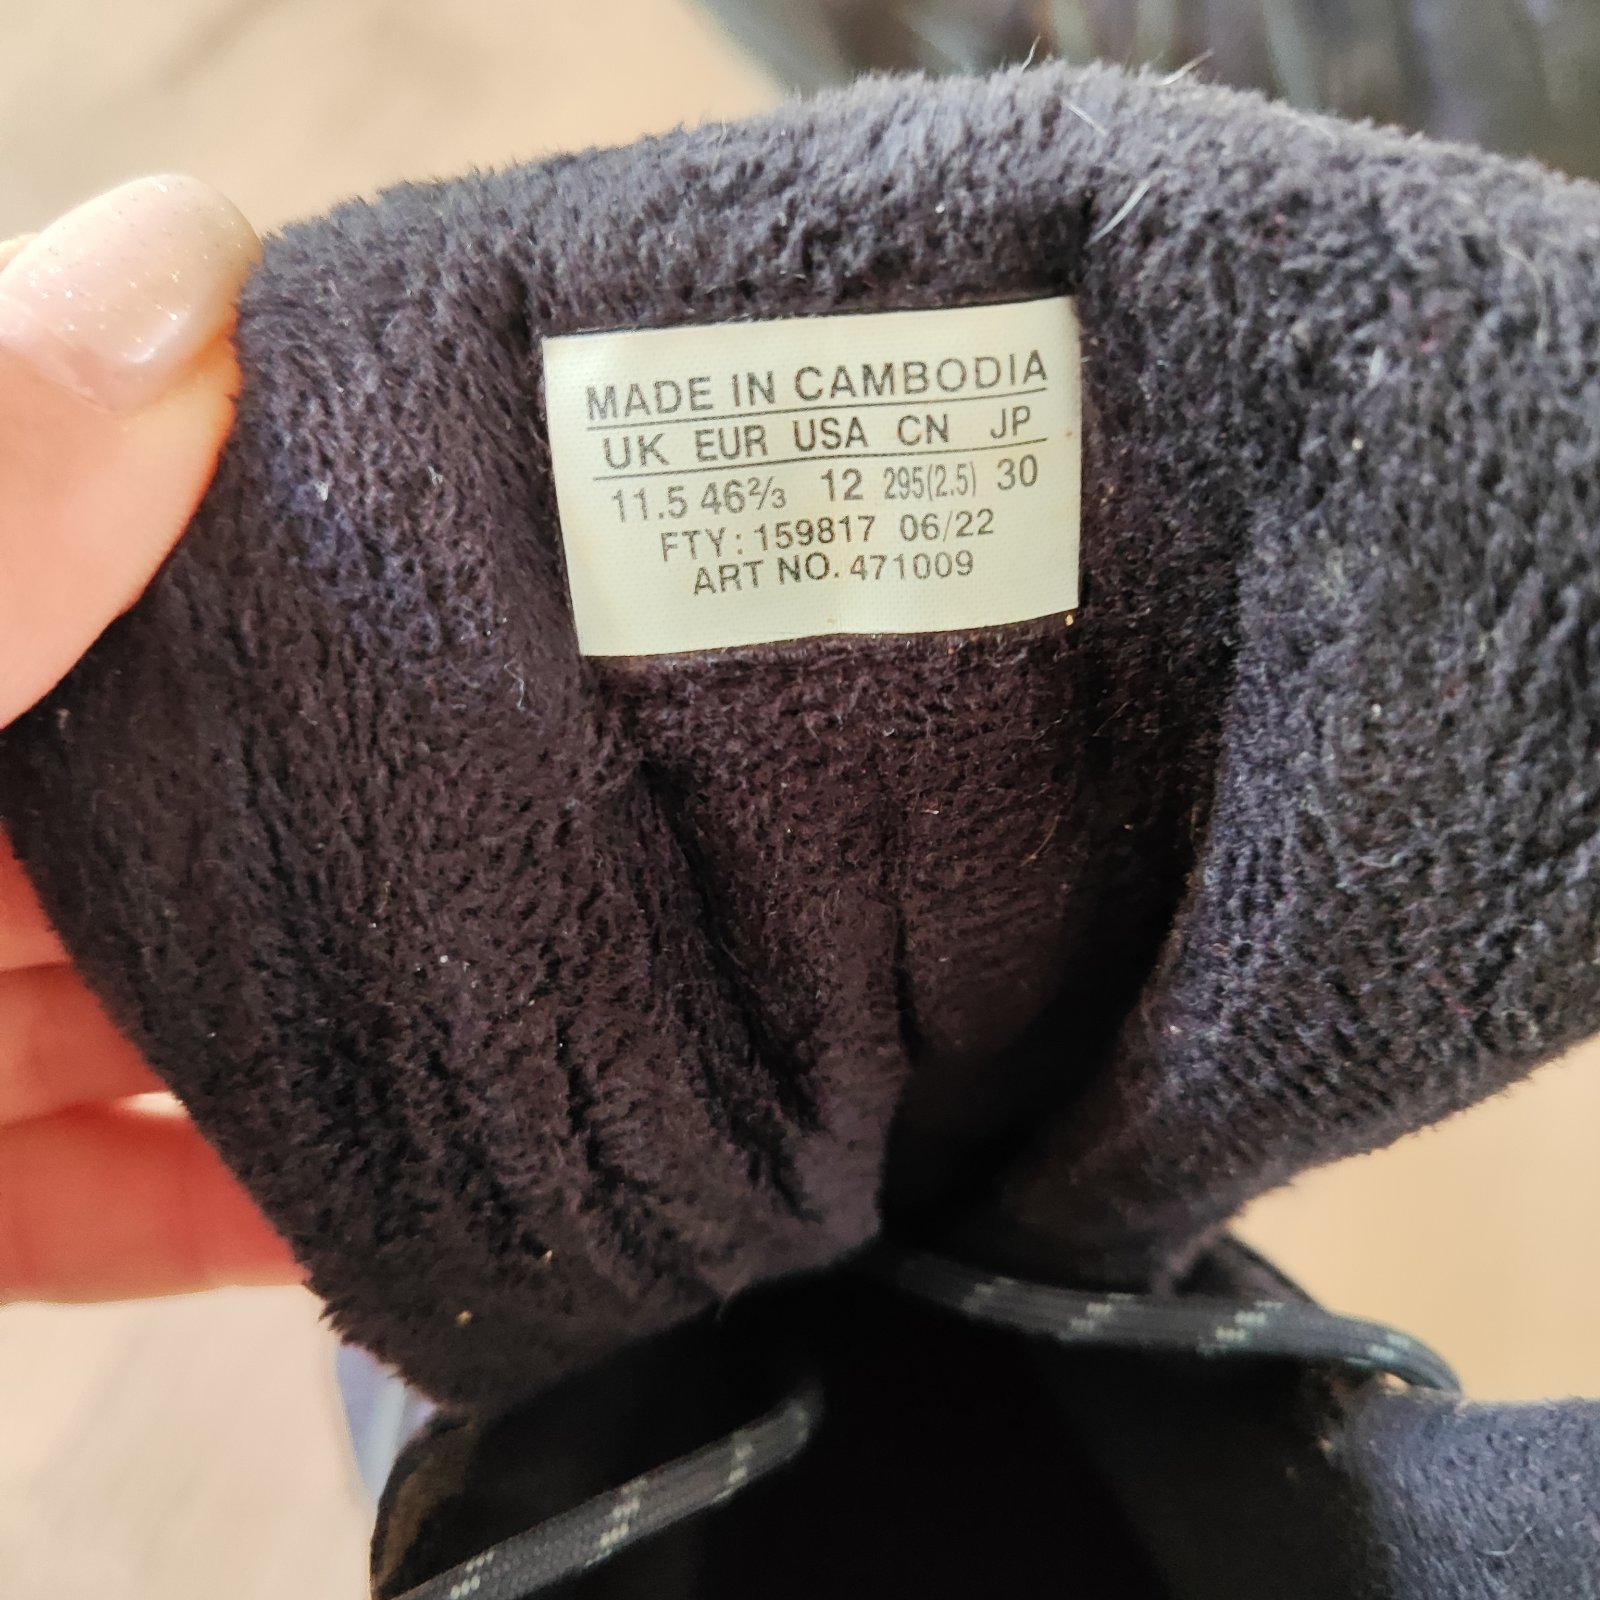 MADE IN CAMBODIA
UK EUR USA CN JP
11.5 46⅔ 12 295(2.5) 30
FTY: 159817 06/22
ART NO. 471009